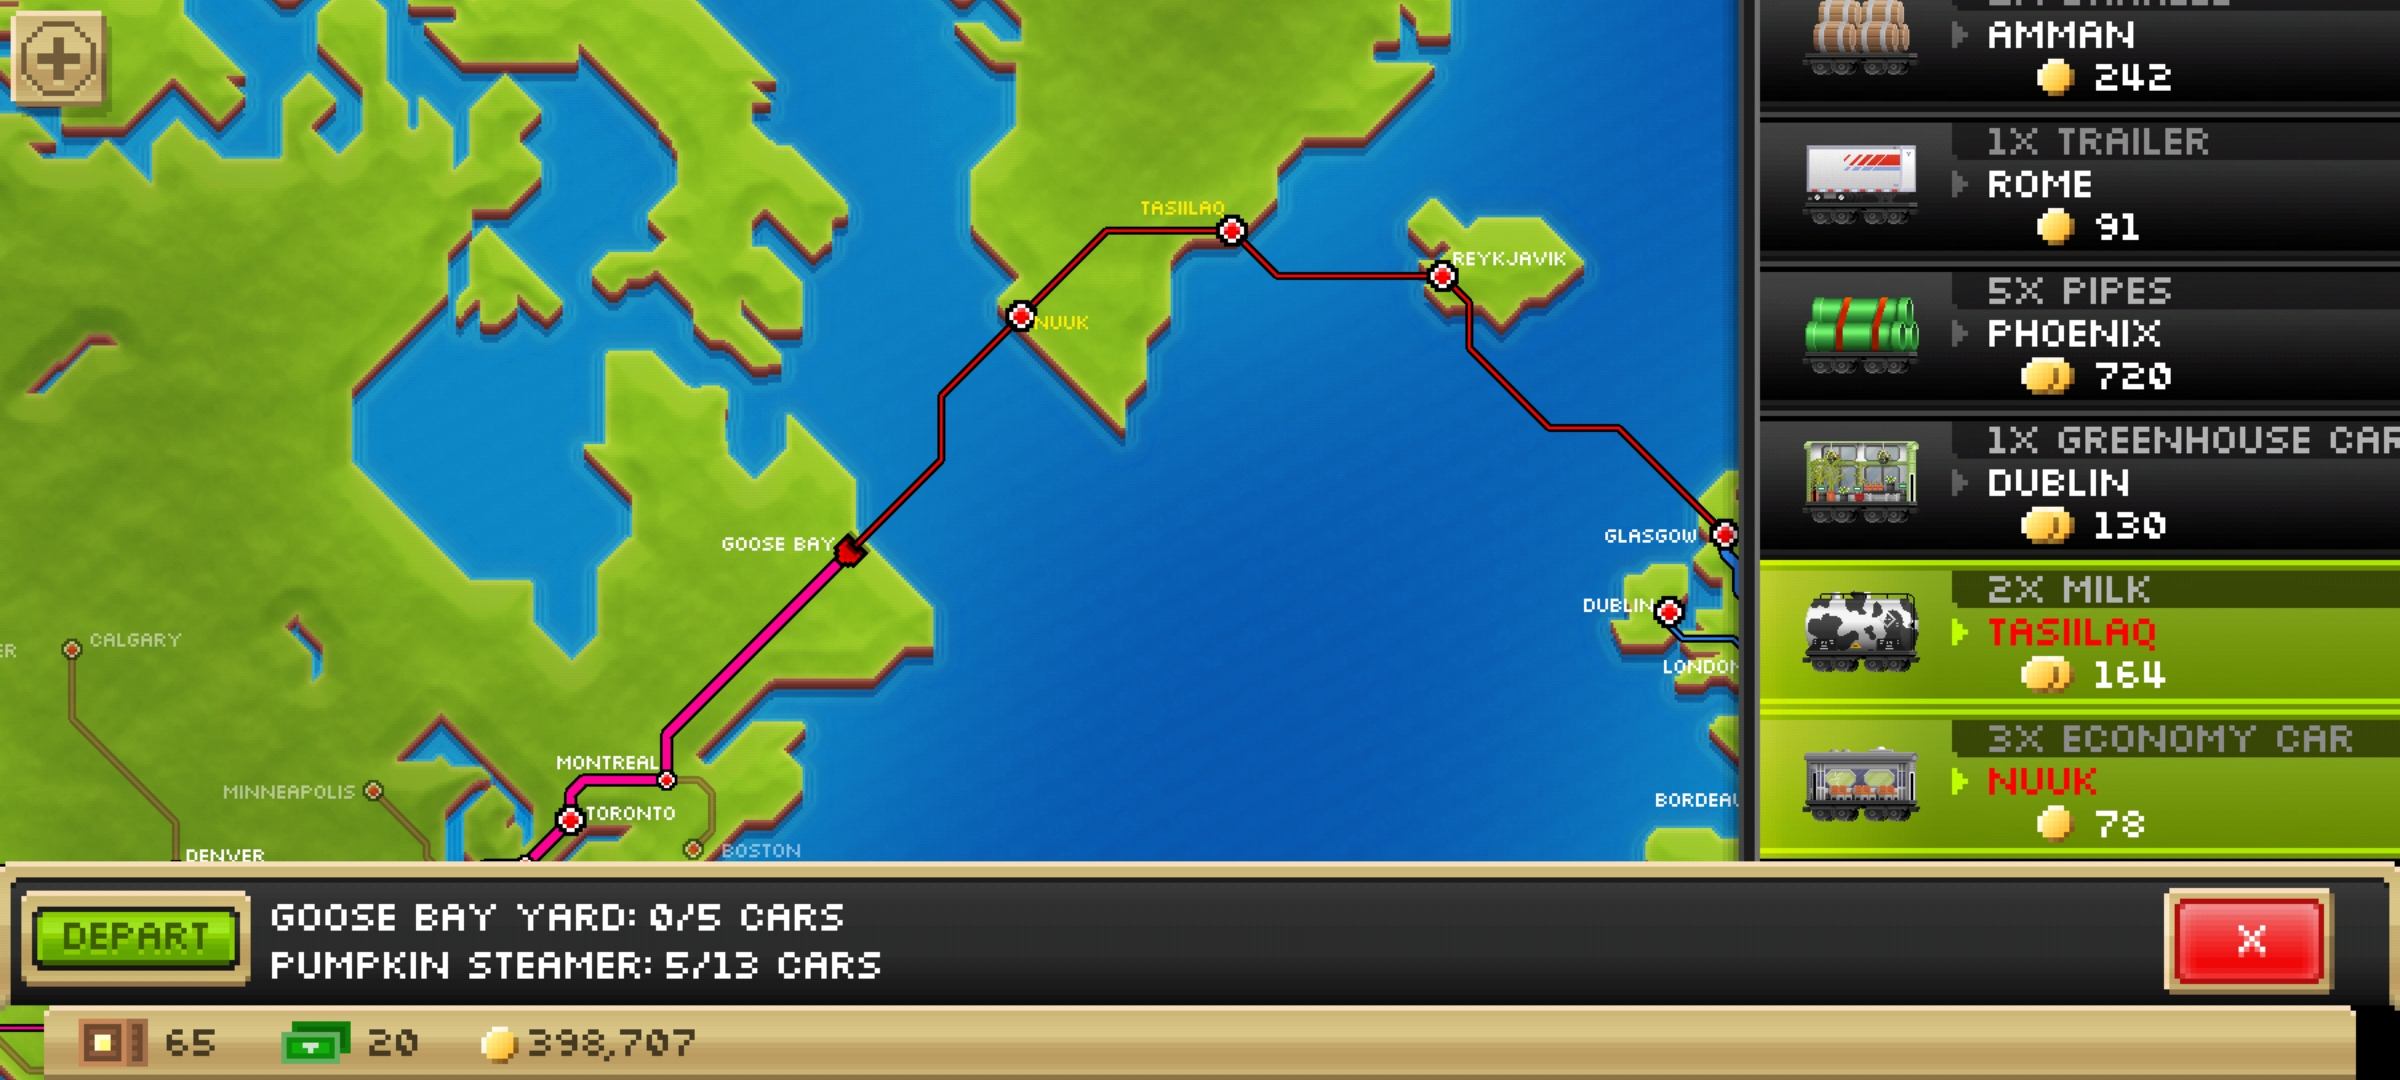 AMMAN
242
1X TRAILER
ROME
91
5X PIPES
PHOENIX
720
1X GREENHOUSE CAR
DUBLIN
130
2X MILK
TASIILAQ
164
3X ECONOMY CAR
NUUK
78
TASIILAQ
REYKJAVIK
NUUK
GOOSE BAY
GLASGOW
DUBLIN
LONDON
CALGARY
MONTREAL
MINNEAPOLIS
TORONTO
BORDEAU
BOSTON
DENVER
DEPART
GOOSE BAY YARD: 0/5 CARS
PUMPKIN STEAMER: 5/13 CARS
X
65
20
398,707